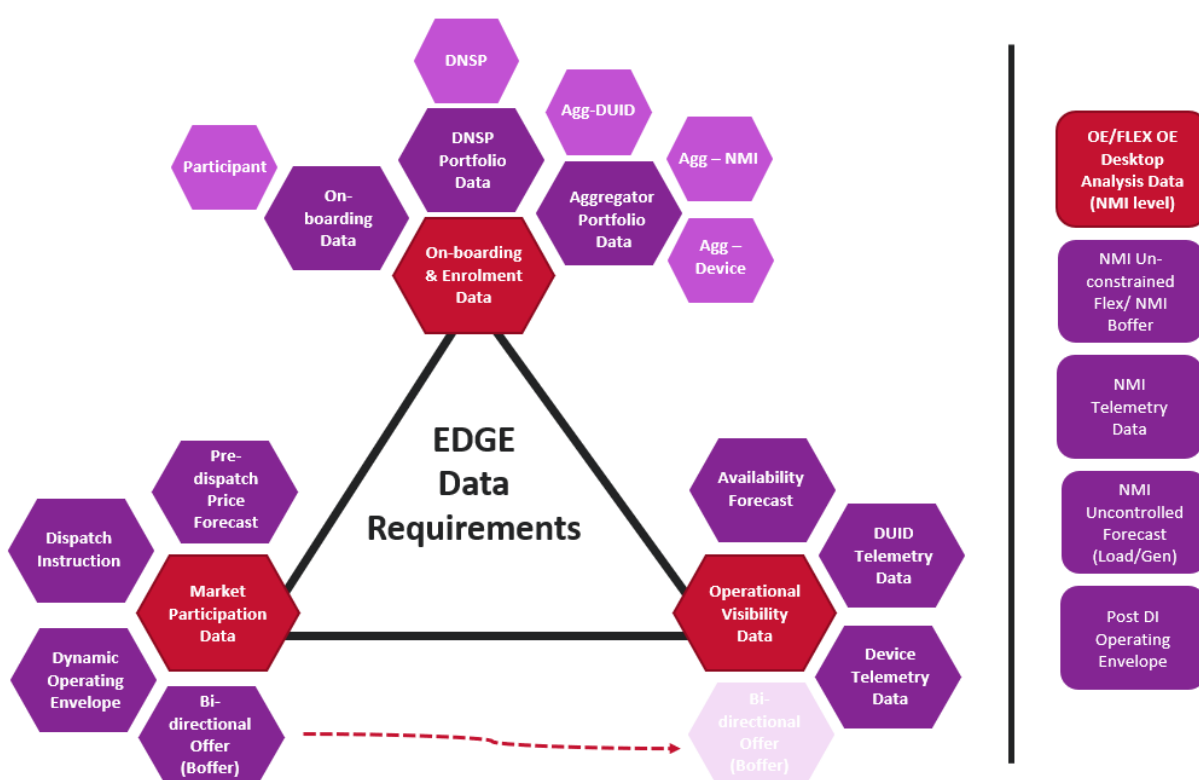 DNSP
Agg-DUID
DNSP
Portfolio
Data
Participant
Agg – NMI
On-
boarding
Data
Aggregator
Portfolio
Data
Agg –
Device
On-boarding
& Enrolment
Data
EDGE
Data
Requirements
Pre-
dispatch
Price
Forecast
Dispatch
Instruction
Market
Participation
Data
Dynamic
Operating
Envelope
Bi-
directional
Offer
(Boffer)
Availability
Forecast
DUID
Telemetry
Data
Operational
Visibility
Data
Device
Telemetry
Data
Bi-
directional
Offer
(Boffer)
OE/FLEX OE
Desktop
Analysis Data
(NMI level)
NMI Un-
constrained
Flex/ NMI
Boffer
NMI
Telemetry
Data
NMI
Uncontrolled
Forecast
(Load/Gen)
Post DI
Operating
Envelope